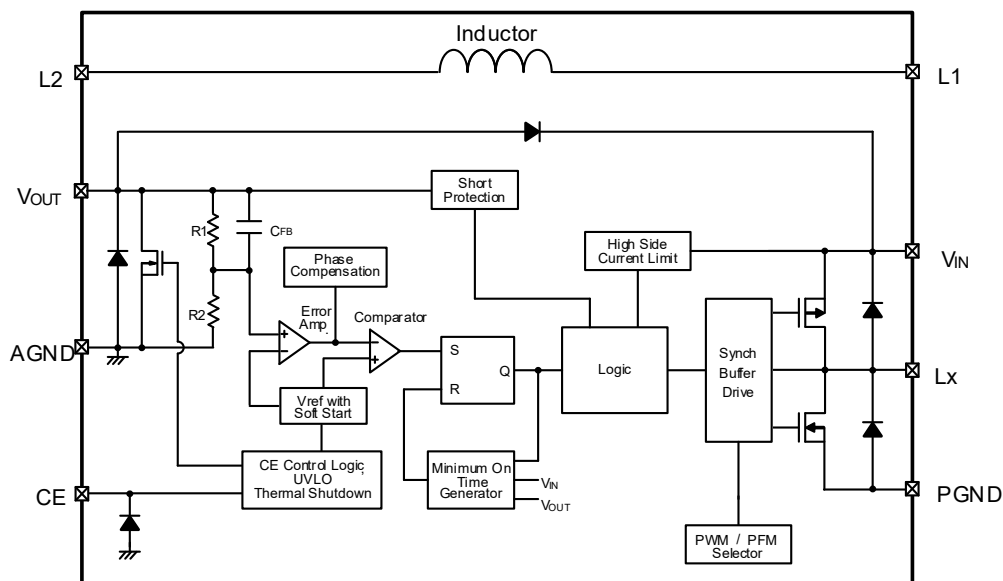 Inductor
L2
L1
VOUT
Short
Protection
R1
CFB
High Side
Current Limit
VIN
Phase
Compensation
R2
Error
Amp.
Comparator
AGND
+
−
−
+
S
R
Q
Logic
Synch
Buffer
Drive
Lx
Vref with
Soft Start
CE Control Logic,
UVLO
Thermal Shutdown
Minimum On
Time
Generator
VIN
VOUT
CE
PGND
PWM / PFM
Selector